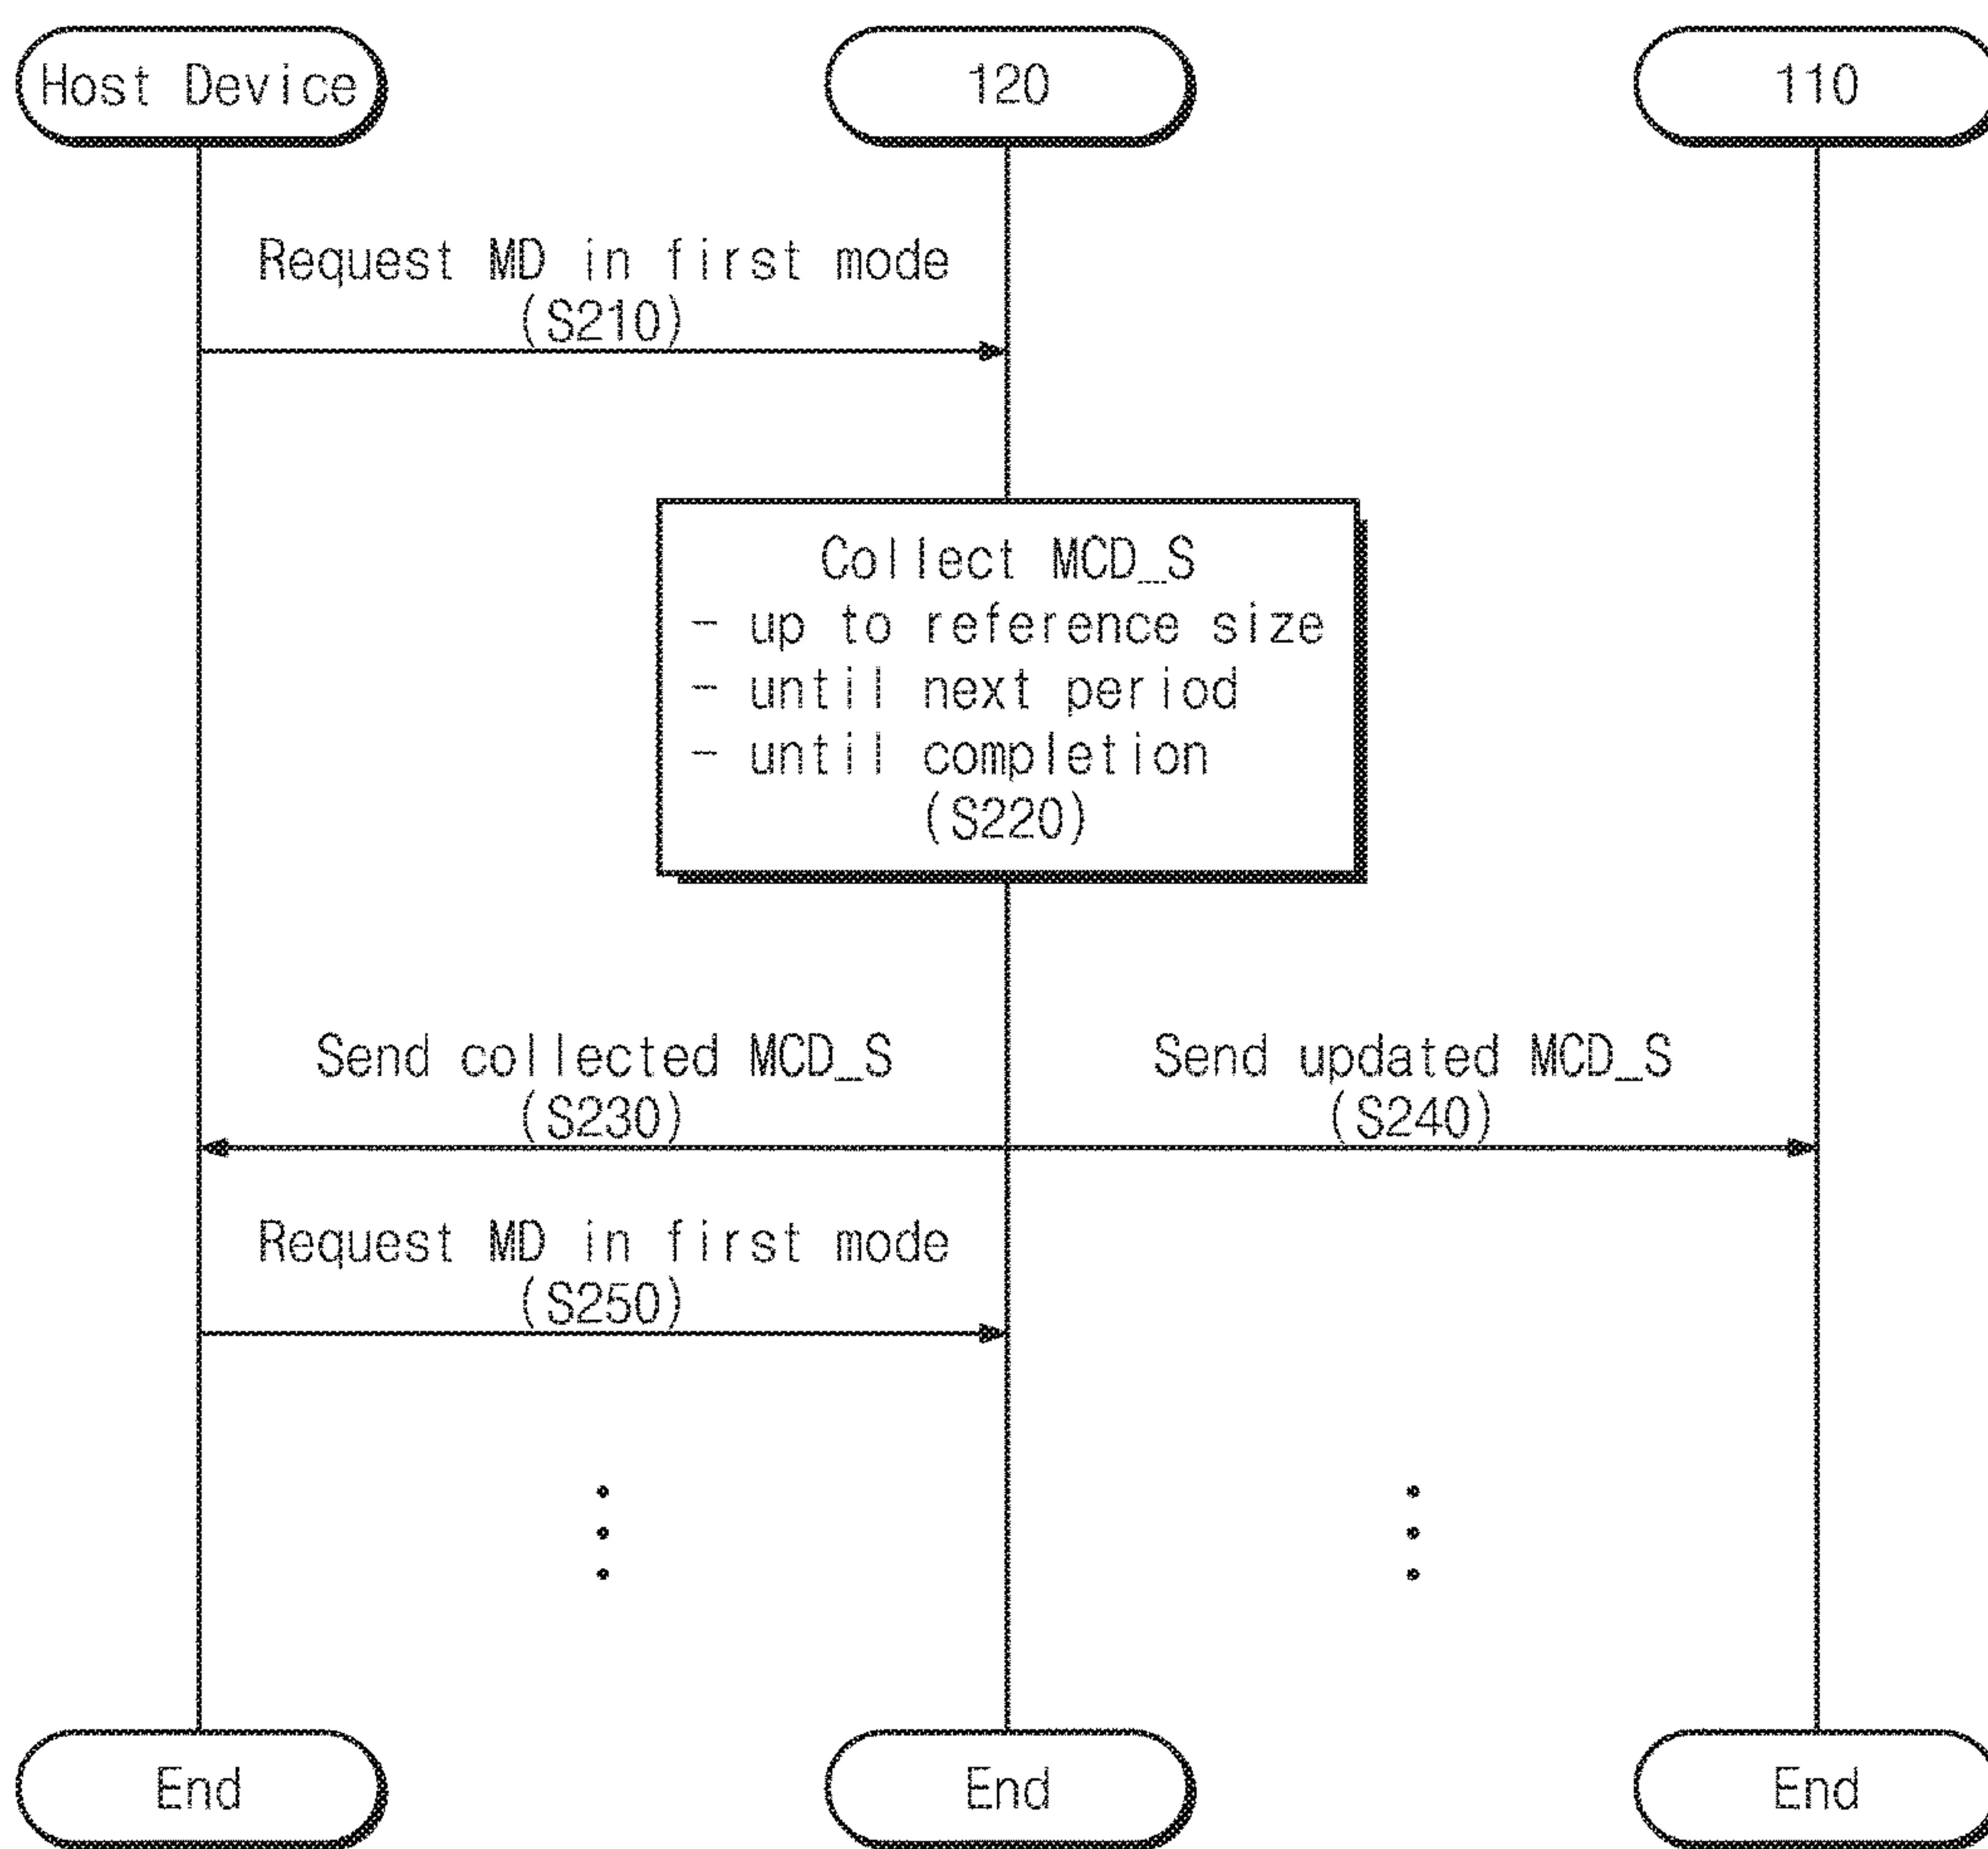 Host Device
120
110
Request MD in first mode
(S210)
Collect MCD_S
- up to reference size
- until next period
- until completion
(S220)
Send collected MCD_S
(S230)
Send updated MCD_S
(S240)
Request MD in first mode
(S250)
End
End
End